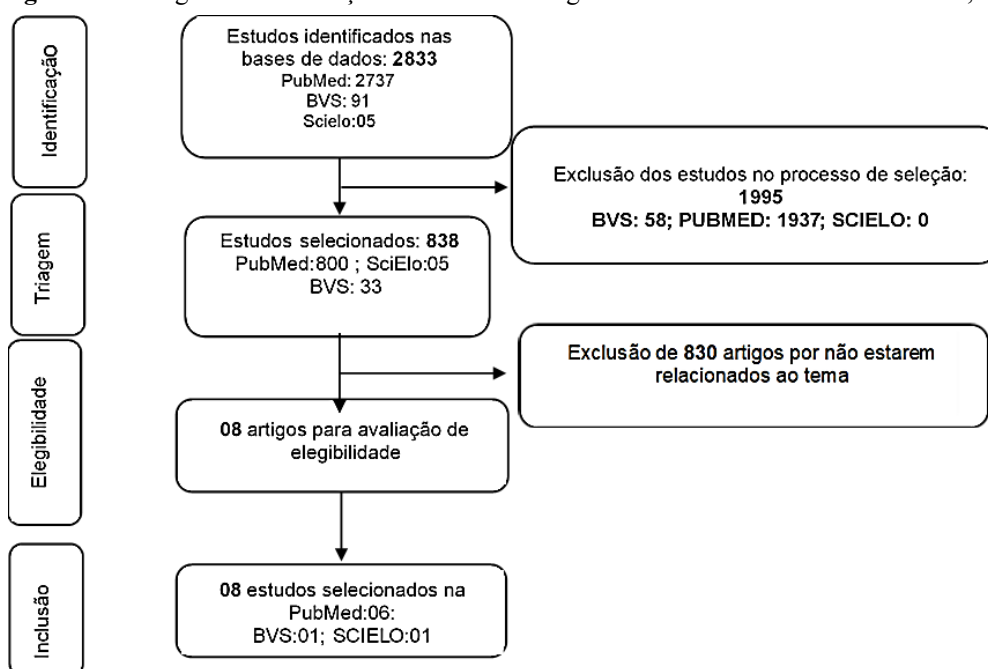 Identificação
Estudos identificados nas
bases de dados: 2833
PubMed: 2737
BVS: 91
Scielo:05
Exclusão dos estudos no processo de seleção:
1995
BVS: 58; PUBMED: 1937; SCIELO: 0
Triagem
Estudos selecionados: 838
PubMed:800 ; SciElo:05
BVS: 33
Exclusão de 830 artigos por não estarem
relacionados ao tema
Elegibilidade
08 artigos para avaliação de
elegibilidade
Inclusão
08 estudos selecionados na
PubMed:06:
BVS:01; SCIELO:01